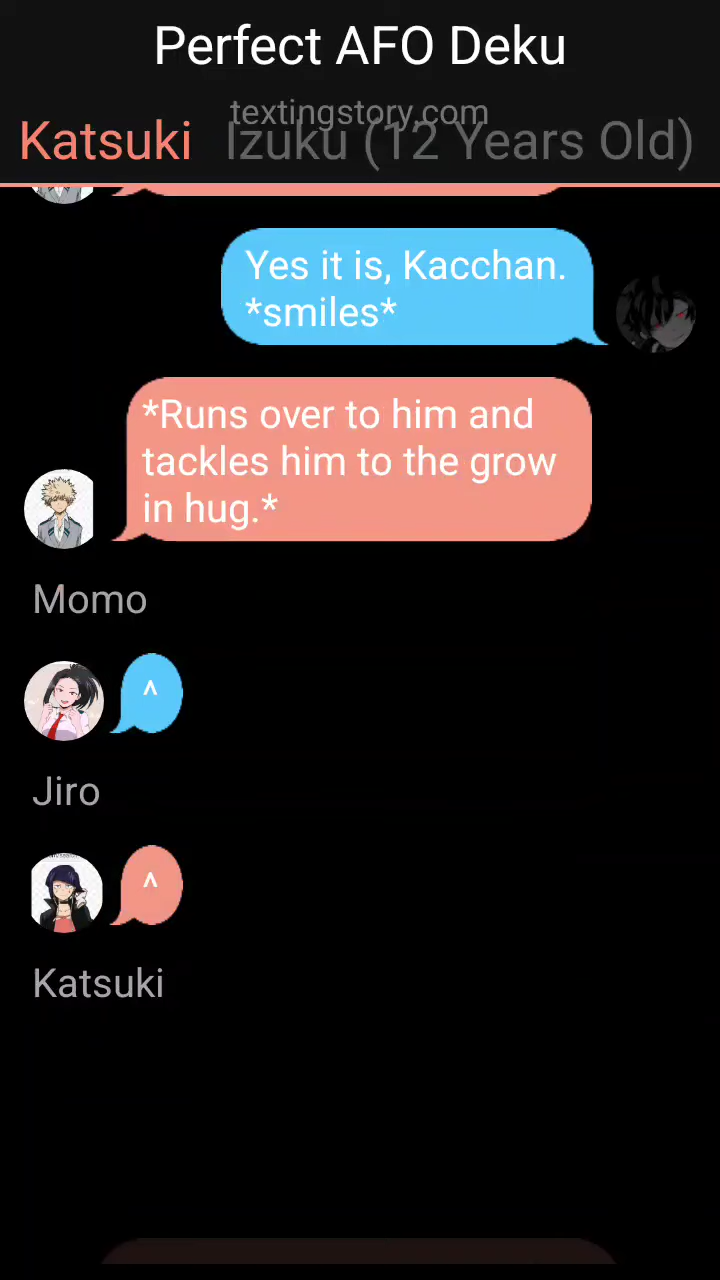 Perfect AFO Deku
textingstory.com
Katsuki Izuku (12 Years Old)
Yes it is, Kacchan.
*smiles*
*Runs over to him and
tackles him to the grow
in hug.*
Momo
^
Jiro
^
Katsuki